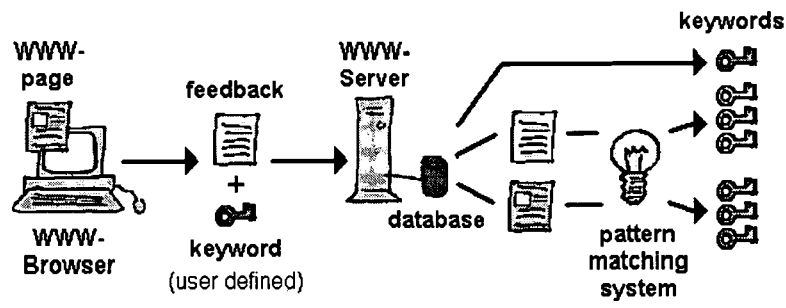 WWW-
page
WWW-
Browser
feedback
+
keyword
(user defined)
WWW-
Server
database
pattern
matching
system
keywords